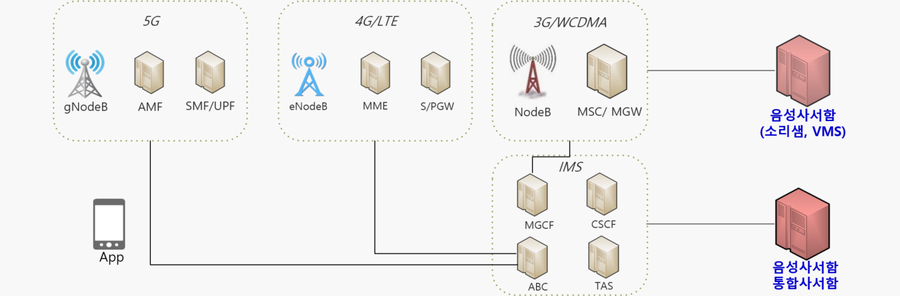 5G
gNodeB
AMF
SMF/UPF
4G/LTE
eNodeB
MME
S/PGW
3G/WCDMA
NodeB
MSC/ MGW
음성사서함
(소리샘, VMS)
App
IMS
MGCF
CSCF
ABC
TAS
음성사서함
통합사서함